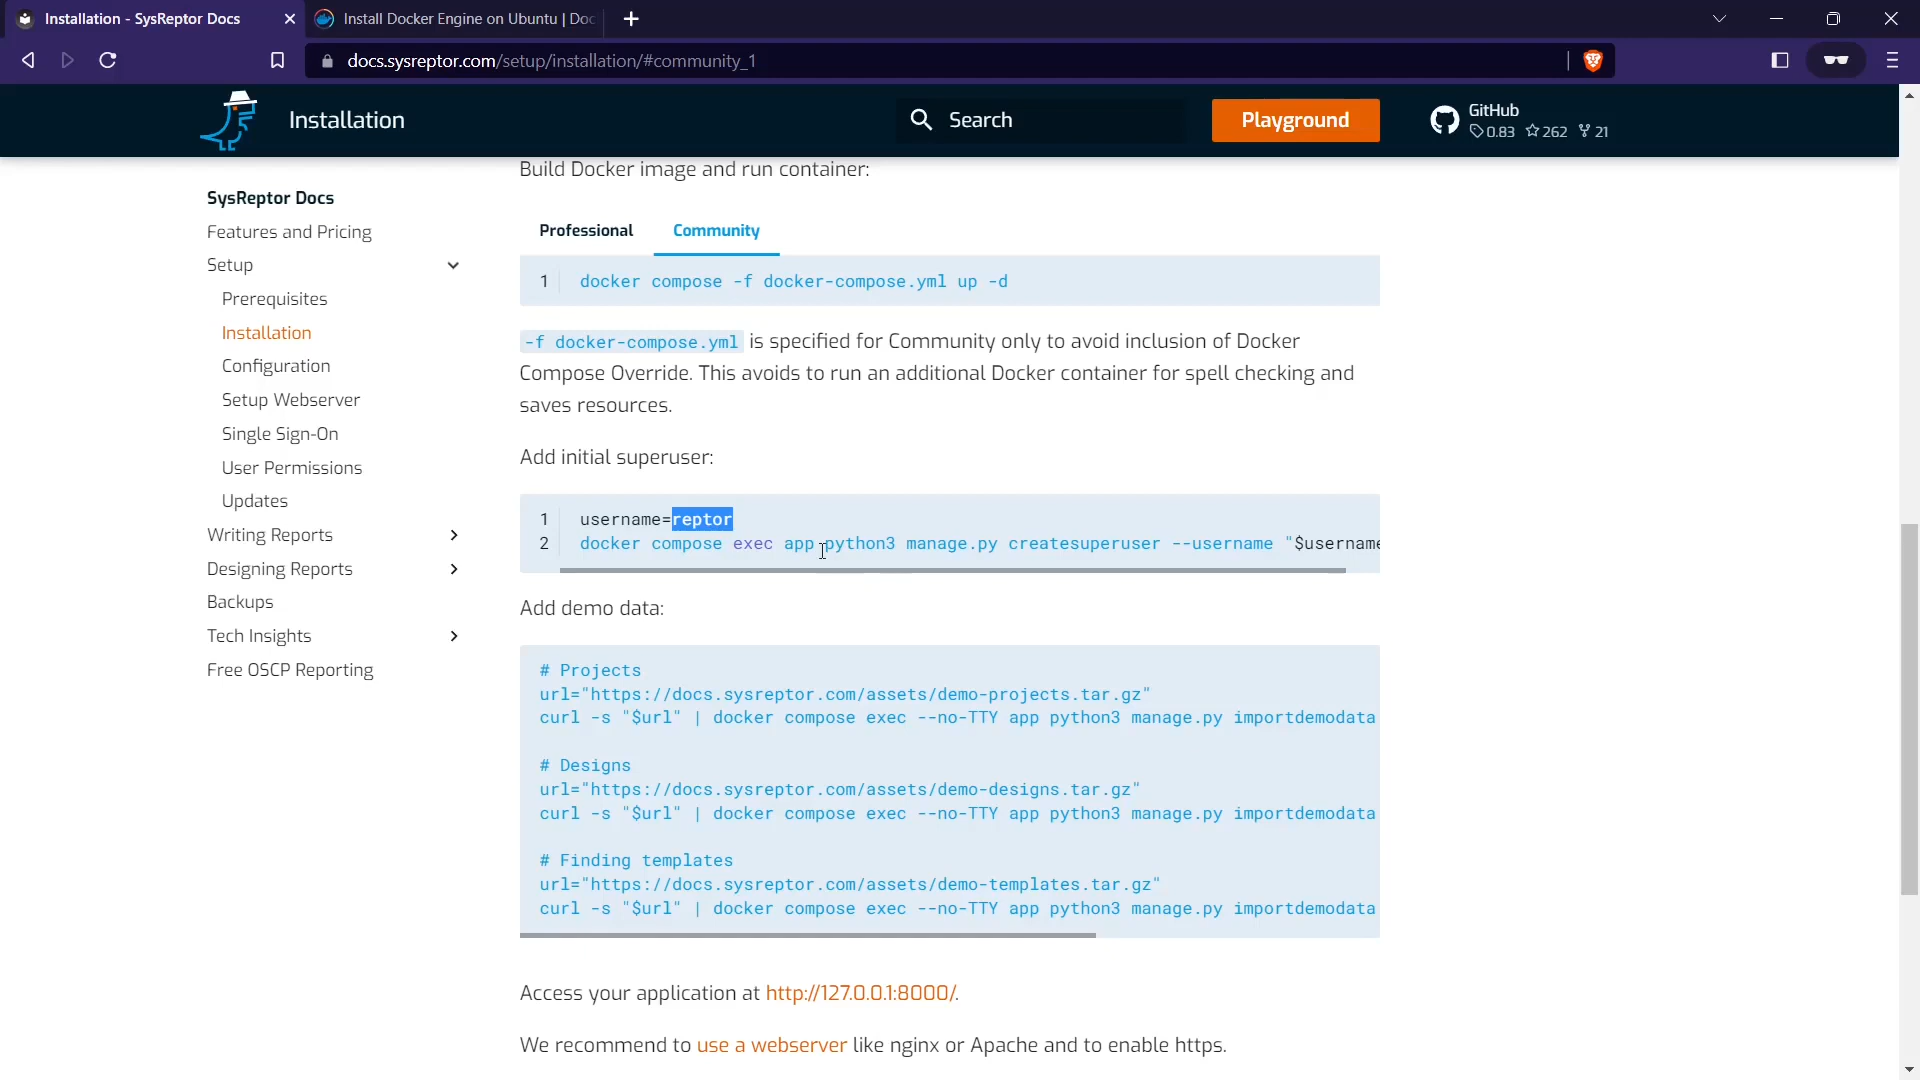 Installation - SysReptor Docs
Install Docker Engine on Ubuntu | Doc
docs.sysreptor.com/setup/installation/#community_1
Installation
Search
Playground
GitHub
0.83 262 21
SysReptor Docs
Features and Pricing
Setup
Prerequisites
Installation
Configuration
Setup Webserver
Single Sign-On
User Permissions
Updates
Writing Reports
Designing Reports
Backups
Tech Insights
Free OSCP Reporting
Build Docker image and run container:
Professional Community
1 docker compose -f docker-compose.yml up -d
-f docker-compose.yml is specified for Community only to avoid inclusion of Docker
Compose Override. This avoids to run an additional Docker container for spell checking and
saves resources.
Add initial superuser:
1 username=reptor
2 docker compose exec app python3 manage.py createsuperuser --username "$username
Add demo data:
# Projects
url="https://docs.sysreptor.com/assets/demo-projects.tar.gz"
curl -s "$url" | docker compose exec --no-TTY app python3 manage.py importdemodata
# Designs
url="https://docs.sysreptor.com/assets/demo-designs.tar.gz"
curl -s "$url" | docker compose exec --no-TTY app python3 manage.py importdemodata
# Finding templates
url="https://docs.sysreptor.com/assets/demo-templates.tar.gz"
curl -s "$url" | docker compose exec --no-TTY app python3 manage.py importdemodata
Access your application at http://127.0.0.1:8000/.
We recommend to use a webserver like nginx or Apache and to enable https.